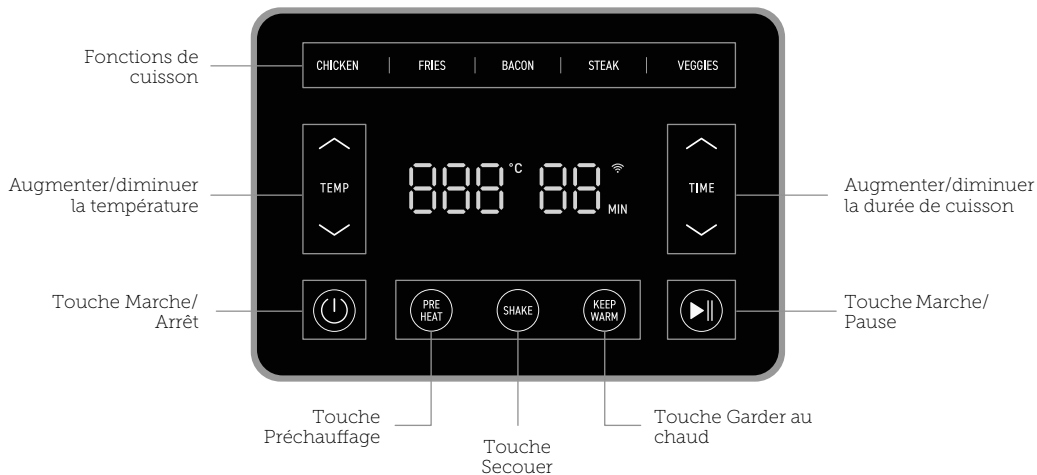 Fonctions de
cuisson
CHICKEN | FRIES | BACON | STEAK | VEGGIES
Augmenter/diminuer
la température
TEMP
888 °C 88 MIN
TIME
Augmenter/diminuer
la durée de cuisson
Touche Marche/
Arrêt
PRE
HEAT
SHAKE
KEEP
WARM
Touche Marche/
Pause
Touche
Préchauffage
Touche
Secouer
Touche Garder au
chaud